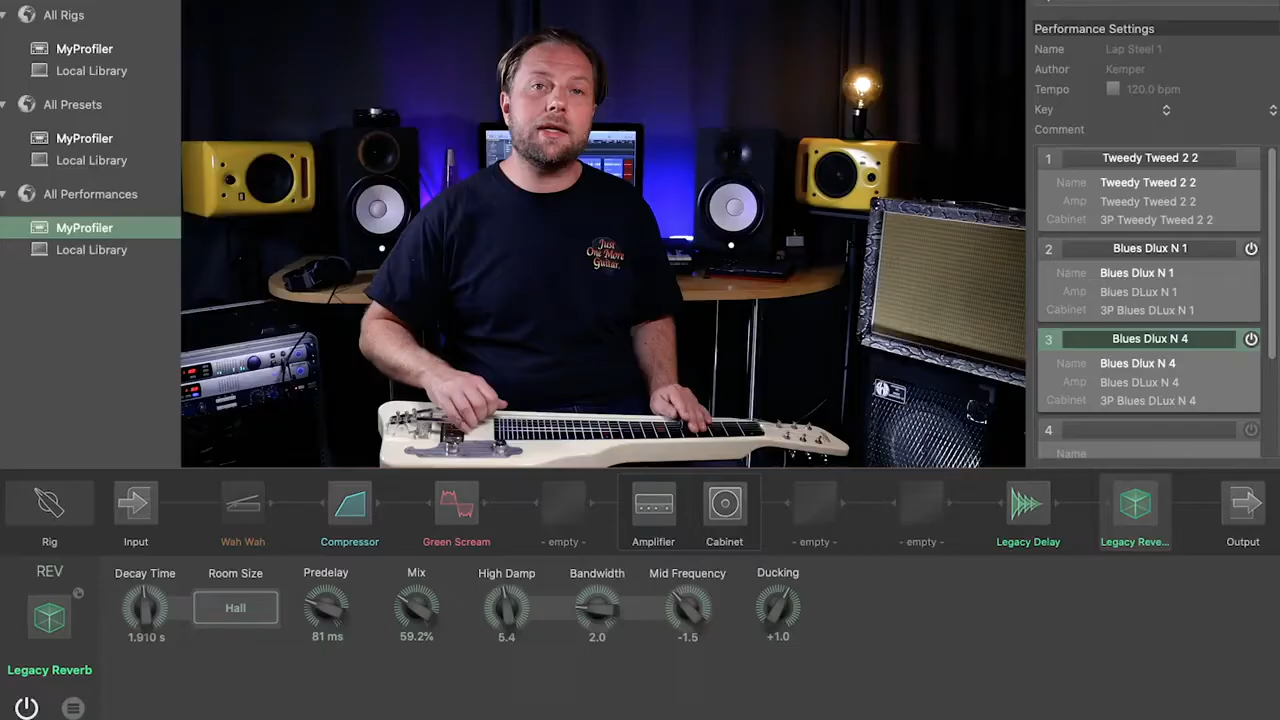 All Rigs
MyProfiler
Local Library
All Presets
MyProfiler
Local Library
All Performances
MyProfiler
Local Library
Just
One More
Guitar.
Performance Settings
Name Lap Steel 1
Author Kemper
Tempo 120.0 bpm
Key
Comment
1 Tweedy Tweed 2 2
Name Tweedy Tweed 2 2
Amp Tweedy Tweed 2 2
Cabinet 3P Tweedy Tweed 2 2
2 Blues Dlux N 1
Name Blues Dlux N 1
Amp Blues DLux N 1
Cabinet 3P Blues DLux N 1
3 Blues Dlux N 4
Name Blues Dlux N 4
Amp Blues DLux N 4
Cabinet 3P Blues DLux N 4
4
Name
Rig Input Wah Wah Compressor Green Scream - empty - Amplifier Cabinet - empty - - empty - Legacy Delay Legacy Reve... Output
REV
Legacy Reverb
Decay Time Room Size Predelay Mix High Damp Bandwidth Mid Frequency Ducking
Hall
1.910 s 81 ms 59.2% 5.4 2.0 -1.5 +1.0